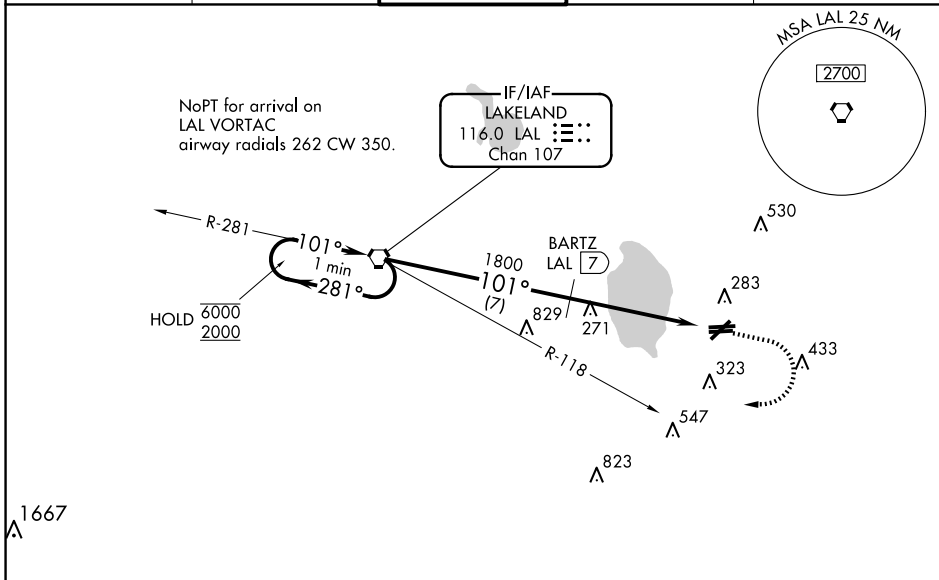 MSA LAL 25 NM
2700
NoPT for arrival on
LAL VORTAC
airway radials 262 CW 350.
IF/IAF
LAKELAND
116.0 LAL
Chan 107
530
R-281
101°
1 min
281°
HOLD 6000
2000
BARTZ
LAL 7
1800
101°
(7)
829
271
283
R-118
433
323
547
823
1667